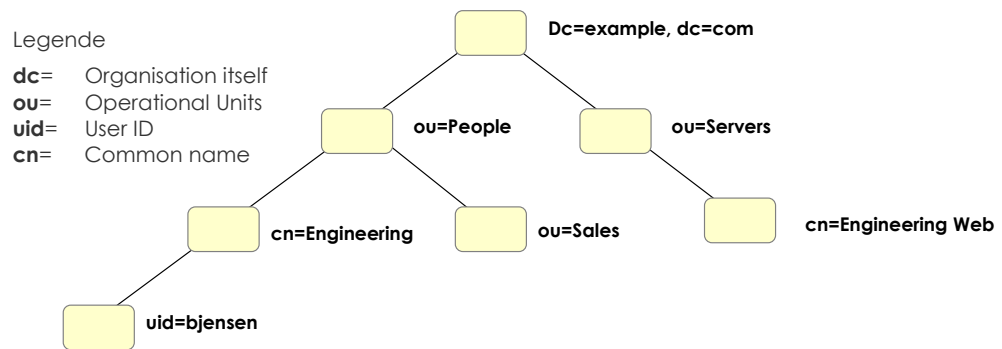 Dc=example, dc=com
Legende
dc= Organisation itself
ou= Operational Units
uid= User ID
cn= Common name
ou=People
ou=Servers
cn=Engineering
ou=Sales
cn=Engineering Web
uid=bjensen